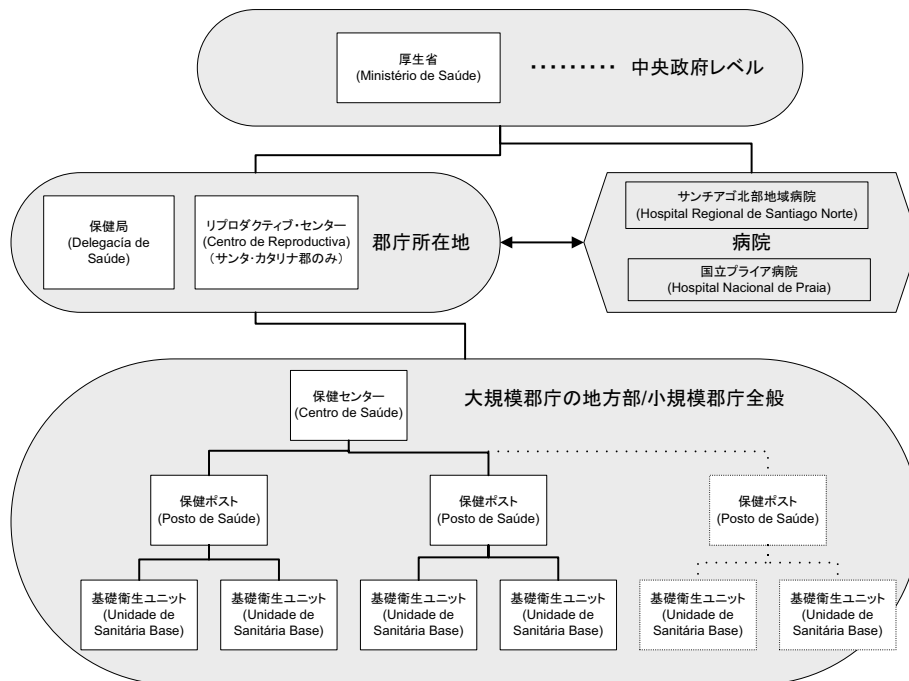 厚生省
(Ministério de Saúde)
‥‥‥‥ 中央政府レベル
保健局
(Delegacía de
Saúde)
リプロダクティブ・センター
(Centro de Reproductiva)
（サンタ・カタリナ郡のみ）
郡庁所在地
サンチアゴ北部地域病院
(Hospital Regional de Santiago Norte)
病院
国立プライア病院
(Hospital Nacional de Praia)
保健センター
(Centro de Saúde)
大規模郡庁の地方部/小規模郡庁全般
保健ポスト
(Posto de Saúde)
保健ポスト
(Posto de Saúde)
保健ポスト
(Posto de Saúde)
基礎衛生ユニット
(Unidade de
Sanitária Base)
基礎衛生ユニット
(Unidade de
Sanitária Base)
基礎衛生ユニット
(Unidade de
Sanitária Base)
基礎衛生ユニット
(Unidade de
Sanitária Base)
基礎衛生ユニット
(Unidade de
Sanitária Base)
基礎衛生ユニット
(Unidade de
Sanitária Base)